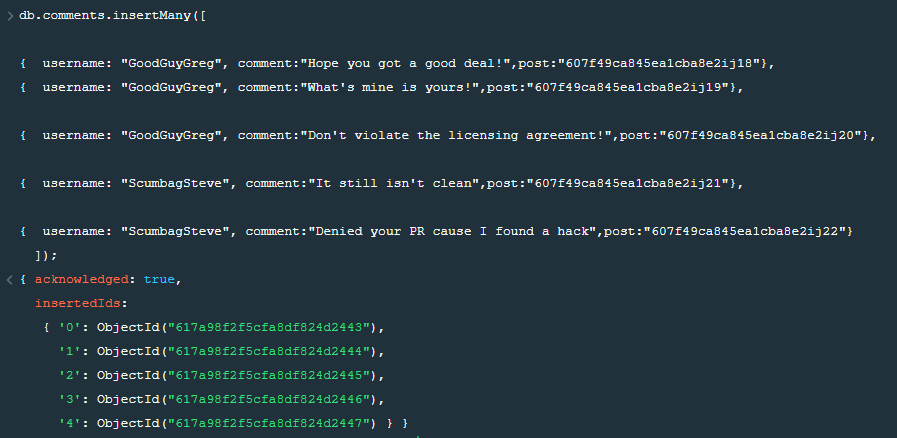 > db.comments.insertMany([
{ username: "GoodGuyGreg", comment:"Hope you got a good deal!",post:"607f49ca845ea1cba8e2ij18"},
{ username: "GoodGuyGreg", comment:"What's mine is yours!",post:"607f49ca845ea1cba8e2ij19"},
{ username: "GoodGuyGreg", comment:"Don't violate the licensing agreement!",post:"607f49ca845ea1cba8e2ij20"},
{ username: "ScumbagSteve", comment:"It still isn't clean",post:"607f49ca845ea1cba8e2ij21"},
{ username: "ScumbagSteve", comment:"Denied your PR cause I found a hack",post:"607f49ca845ea1cba8e2ij22"}
]);
< { acknowledged: true,
insertedIds:
{ '0': ObjectId("617a98f2f5cfa8df824d2443"),
'1': ObjectId("617a98f2f5cfa8df824d2444"),
'2': ObjectId("617a98f2f5cfa8df824d2445"),
'3': ObjectId("617a98f2f5cfa8df824d2446"),
'4': ObjectId("617a98f2f5cfa8df824d2447") } }